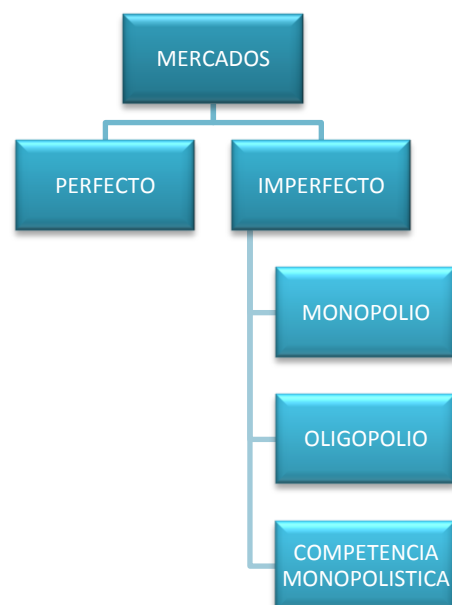 MERCADOS
PERFECTO
IMPERFECTO
MONOPOLIO
OLIGOPOLIO
COMPETENCIA
MONOPOLISTICA